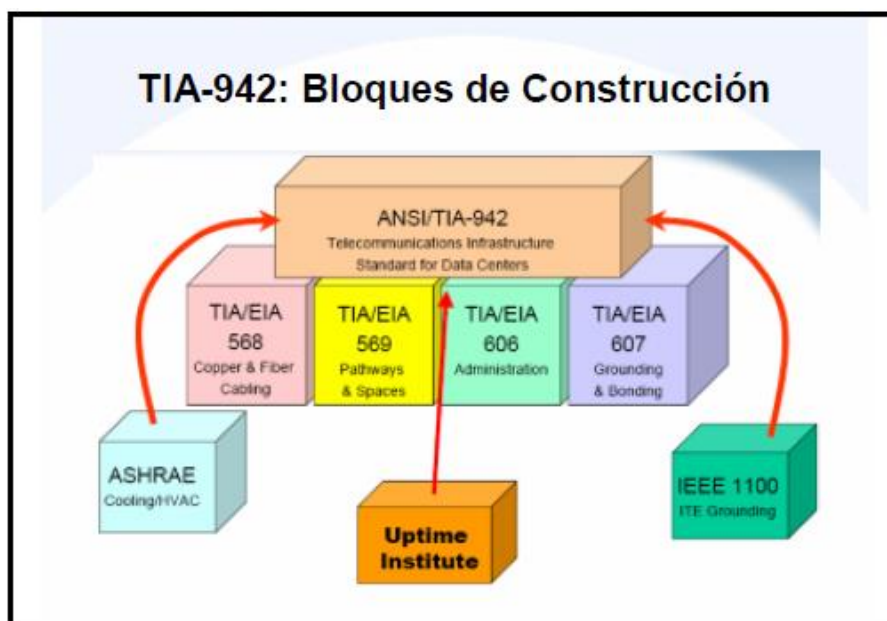 TIA-942: Bloques de Construcción
ANSI/TIA-942
Telecommunications Infrastructure
Standard for Data Centers
TIA/EIA
568
Copper & Fiber
Cabling
TIA/EIA
569
Pathways
& Spaces
TIA/EIA
606
Administration
TIA/EIA
607
Grounding
& Bonding
ASHRAE
Cooling/HVAC
Uptime
Institute
IEEE 1100
ITE Grounding